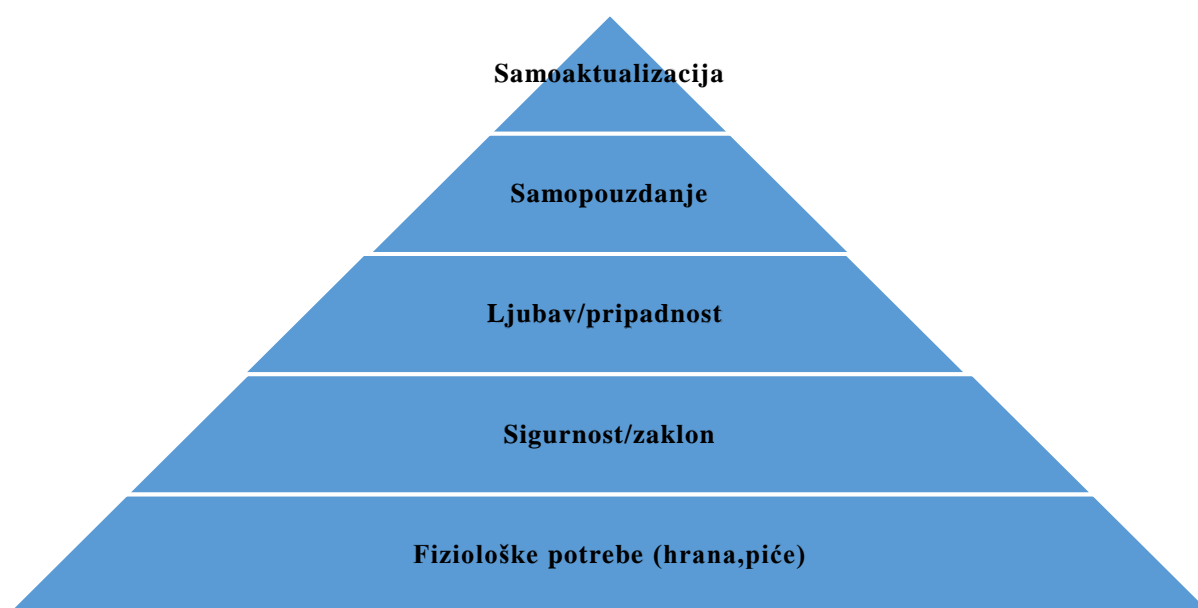 Samoaktualizacija
Samopouzdanje
Ljubav/pripadnost
Sigurnost/zaklon
Fiziološke potrebe (hrana,piće)